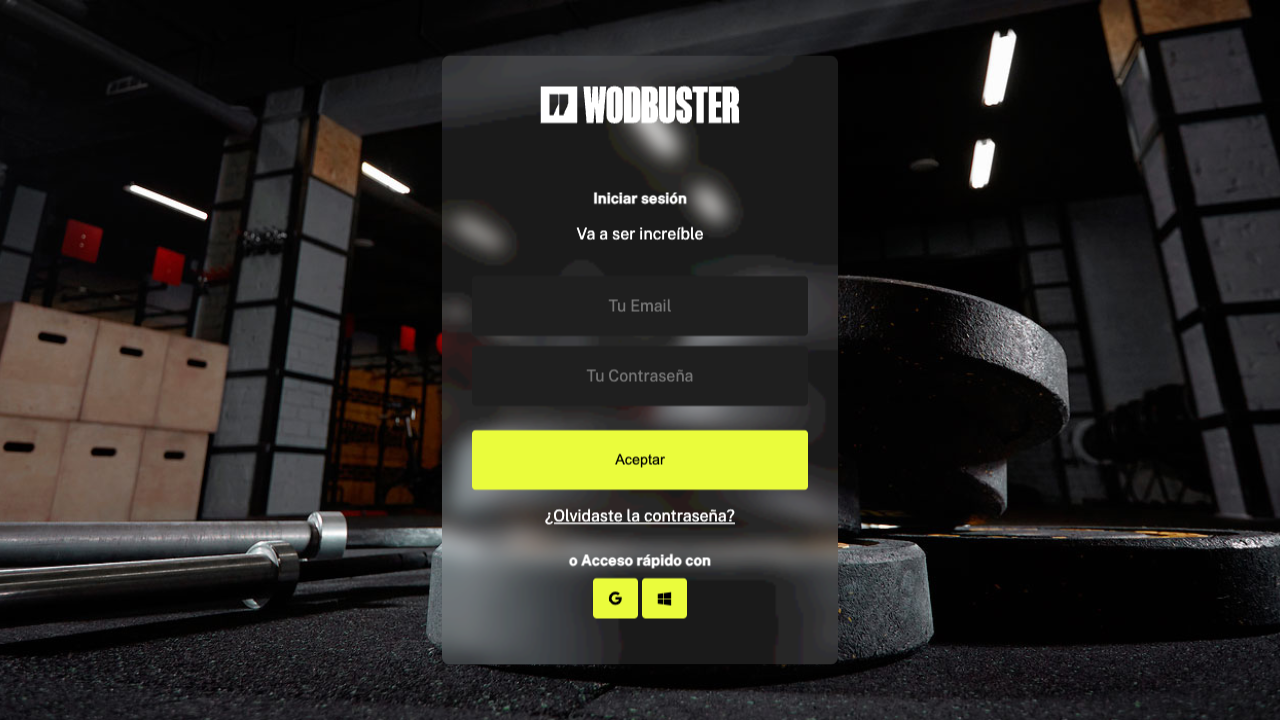 WODBUSTER
Iniciar sesión
Va a ser increíble
Tu Email
Tu Contraseña
Aceptar
¿Olvidaste la contraseña?
o Acceso rápido con